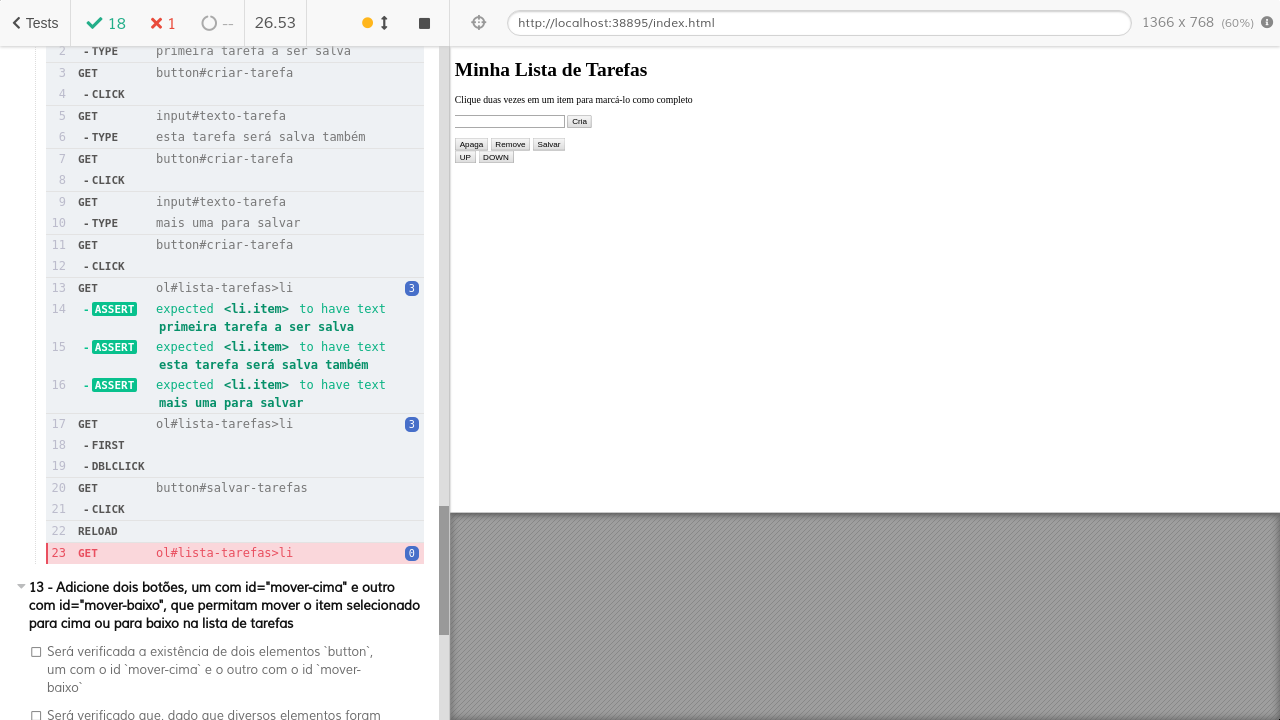 Tests 18 1 -- 26.53 http://localhost:38895/index.html 1366 x 768 (60%)
2 - TYPE primeira tarefa a ser salva
3 GET button#criar-tarefa
4 - CLICK
5 GET input#texto-tarefa
6 - TYPE esta tarefa será salva também
7 GET button#criar-tarefa
8 - CLICK
9 GET input#texto-tarefa
10 - TYPE mais uma para salvar
11 GET button#criar-tarefa
12 - CLICK
13 GET ol#lista-tarefas>li 3
14 - ASSERT expected <li.item> to have text
primeira tarefa a ser salva
15 - ASSERT expected <li.item> to have text
esta tarefa será salva também
16 - ASSERT expected <li.item> to have text
mais uma para salvar
17 GET ol#lista-tarefas>li 3
18 - FIRST
19 - DBLCLICK
20 GET button#salvar-tarefas
21 - CLICK
22 RELOAD
23 GET ol#lista-tarefas>li 0
13 - Adicione dois botões, um com id="mover-cima" e outro
com id="mover-baixo", que permitam mover o item selecionado
para cima ou para baixo na lista de tarefas
Será verificada a existência de dois elementos `button`,
um com o id `mover-cima` e o outro com o id `mover-
baixo`
Será verificado que, dado que diversos elementos foram
Minha Lista de Tarefas
Clique duas vezes em um item para marcá-lo como completo
Cria
Apaga Remove Salvar
UP DOWN